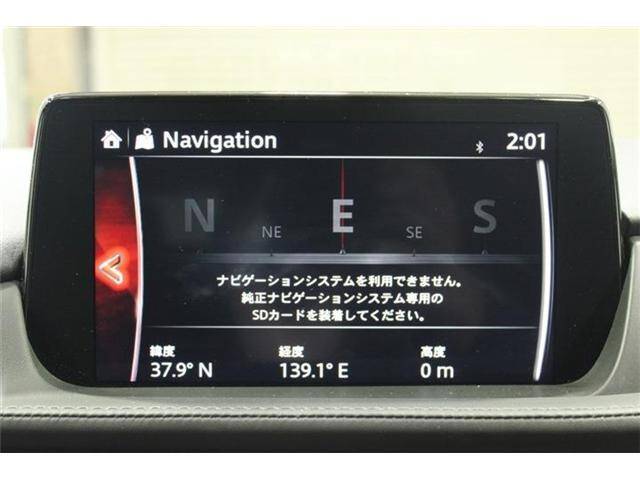 Navigation 2:01
N NE E SE S
ナビゲーションシステムを利用できません。
純正ナビゲーションシステム専用の
SDカードを装着してください。
緯度 経度 高度
37.9° N 139.1° E 0 m